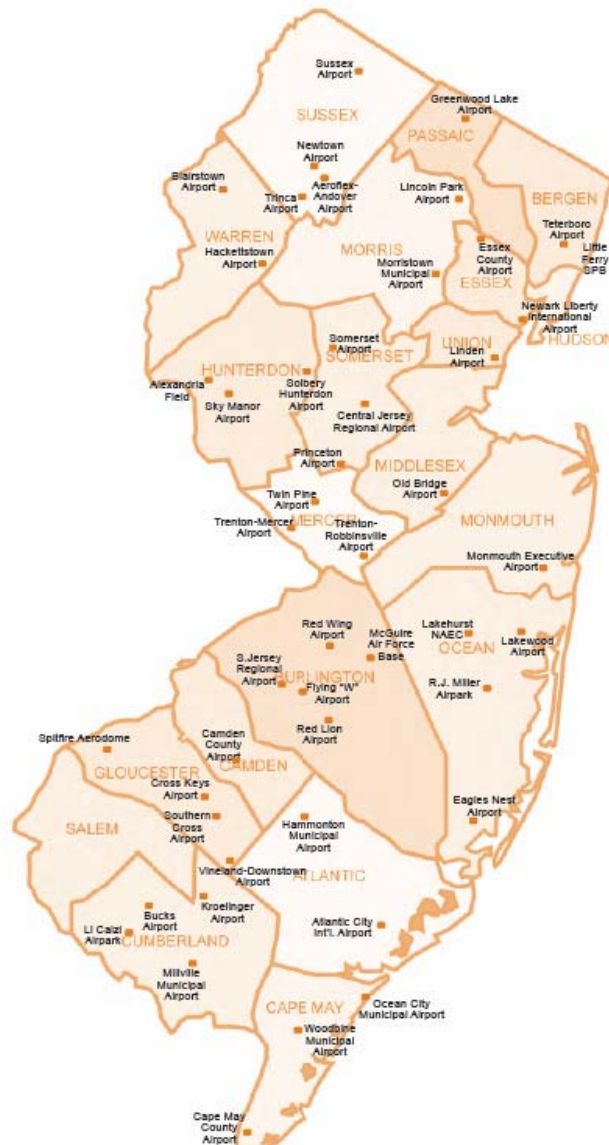 Sussex
Airport
SUSSEX
Greenwood Lake
Airport
PASSAIC
Newtown
Airport
Blairstown
Airport
Trinca
Airport
Aeroflex-
Andover
Airport
Lincoln Park
Airport
BERGEN
Teterboro
Airport
Little
Ferry
SPB
WARREN
Hackettstown
Airport
MORRIS
Morristown
Municipal
Airport
Essex
County
Airport
ESSEX
Newark Liberty
International
Airport
HUDSON
Somerset
Airport
SOMERSET
UNION
Linden
Airport
HUNTERDON
Alexandria
Field
Sky Manor
Airport
Solbery
Hunterdon
Airport
Central Jersey
Regional Airport
Princeton
Airport
MIDDLESEX
Old Bridge
Airport
Twin Pine
Airport
MERCER
Trenton-Mercer
Airport
Trenton-
Robbinsville
Airport
MONMOUTH
Monmouth Executive
Airport
Red Wing
Airport
McGuire
Air Force
Base
Lakehurst
NAEC
OCEAN
Lakewood
Airport
S.Jersey
Regional
Airport
BURLINGTON
Flying "W"
Airport
R.J. Miller
Airpark
Red Lion
Airport
Spitfire Aerodome
Camden
County
Airport
CAMDEN
GLOUCESTER
Cross Keys
Airport
Eagles Nest
Airport
SALEM
Southern
Cross
Airport
Hammonton
Municipal
Airport
Vineland-Downstown
Airport
ATLANTIC
Kroelinger
Airport
Bucks
Airport
Li Calzi
Airpark
CUMBERLAND
Atlantic City
Int'l. Airport
Millville
Municipal
Airport
CAPE MAY
Ocean City
Municipal Airport
Woodbine
Municipal
Airport
Cape May
County
Airport